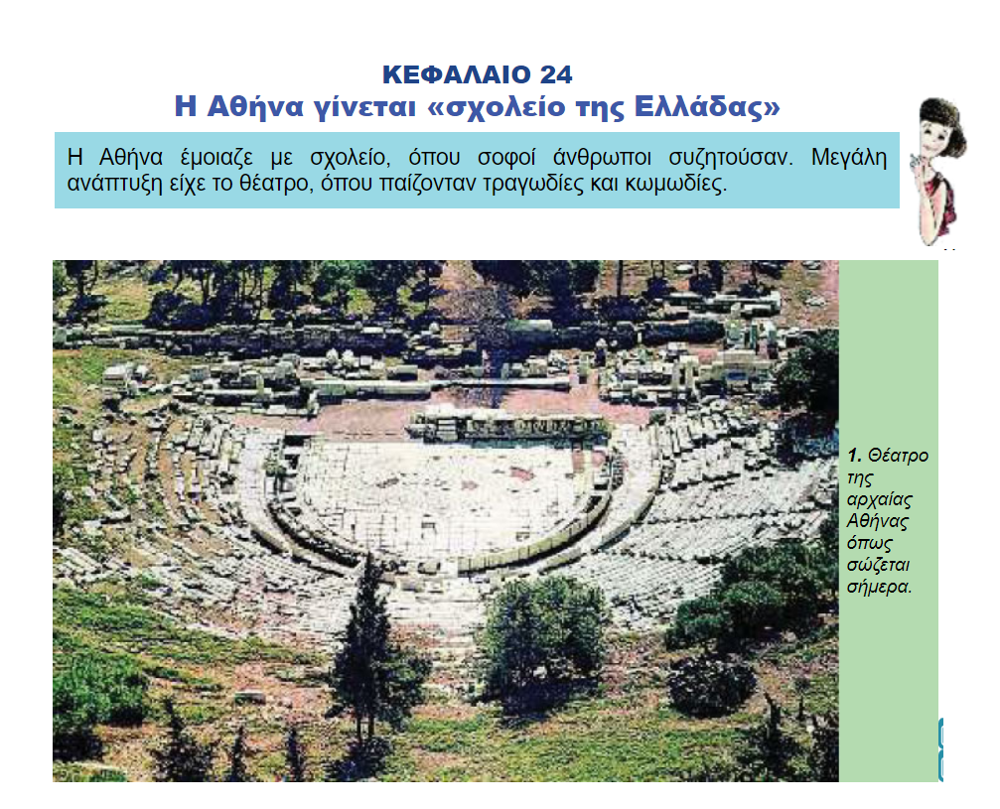 ΚΕΦΑΛΑΙΟ 24
Η Αθήνα γίνεται «σχολείο της Ελλάδας»
Η Αθήνα έμοιαζε με σχολείο, όπου σοφοί άνθρωποι συζητούσαν. Μεγάλη
ανάπτυξη είχε το θέατρο, όπου παίζονταν τραγωδίες και κωμωδίες.
1. Θέατρο
της
αρχαίας
Αθήνας
όπως
σώζεται
σήμερα.